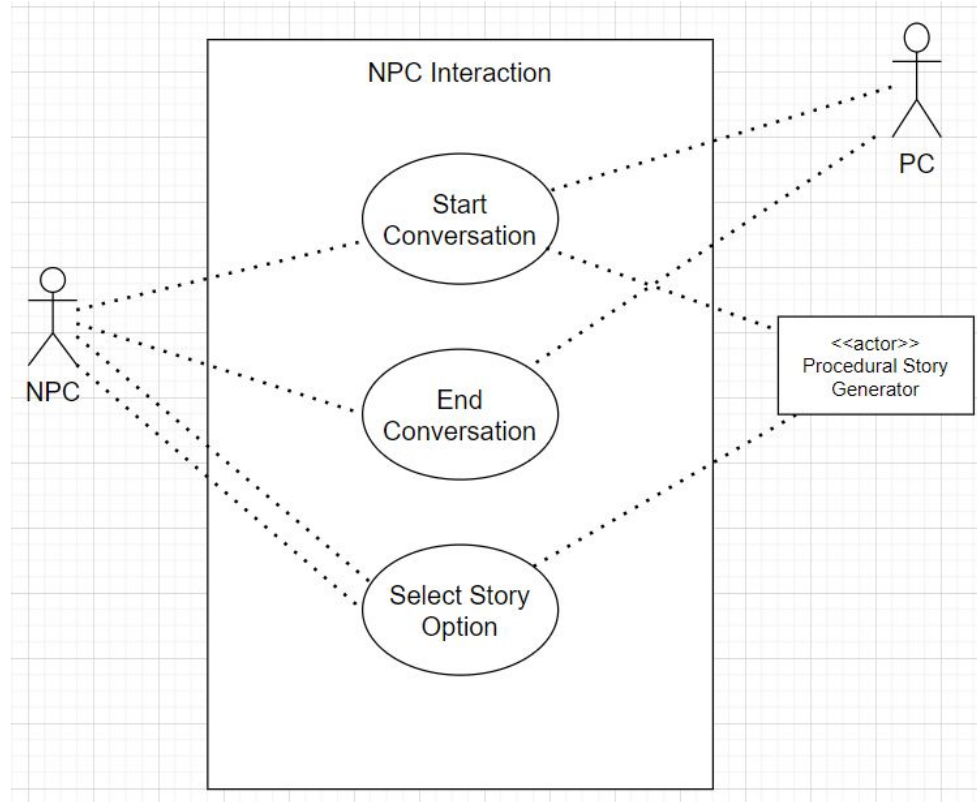 NPC Interaction
PC
Start
Conversation
NPC
<<actor>>
Procedural Story
Generator
End
Conversation
Select Story
Option